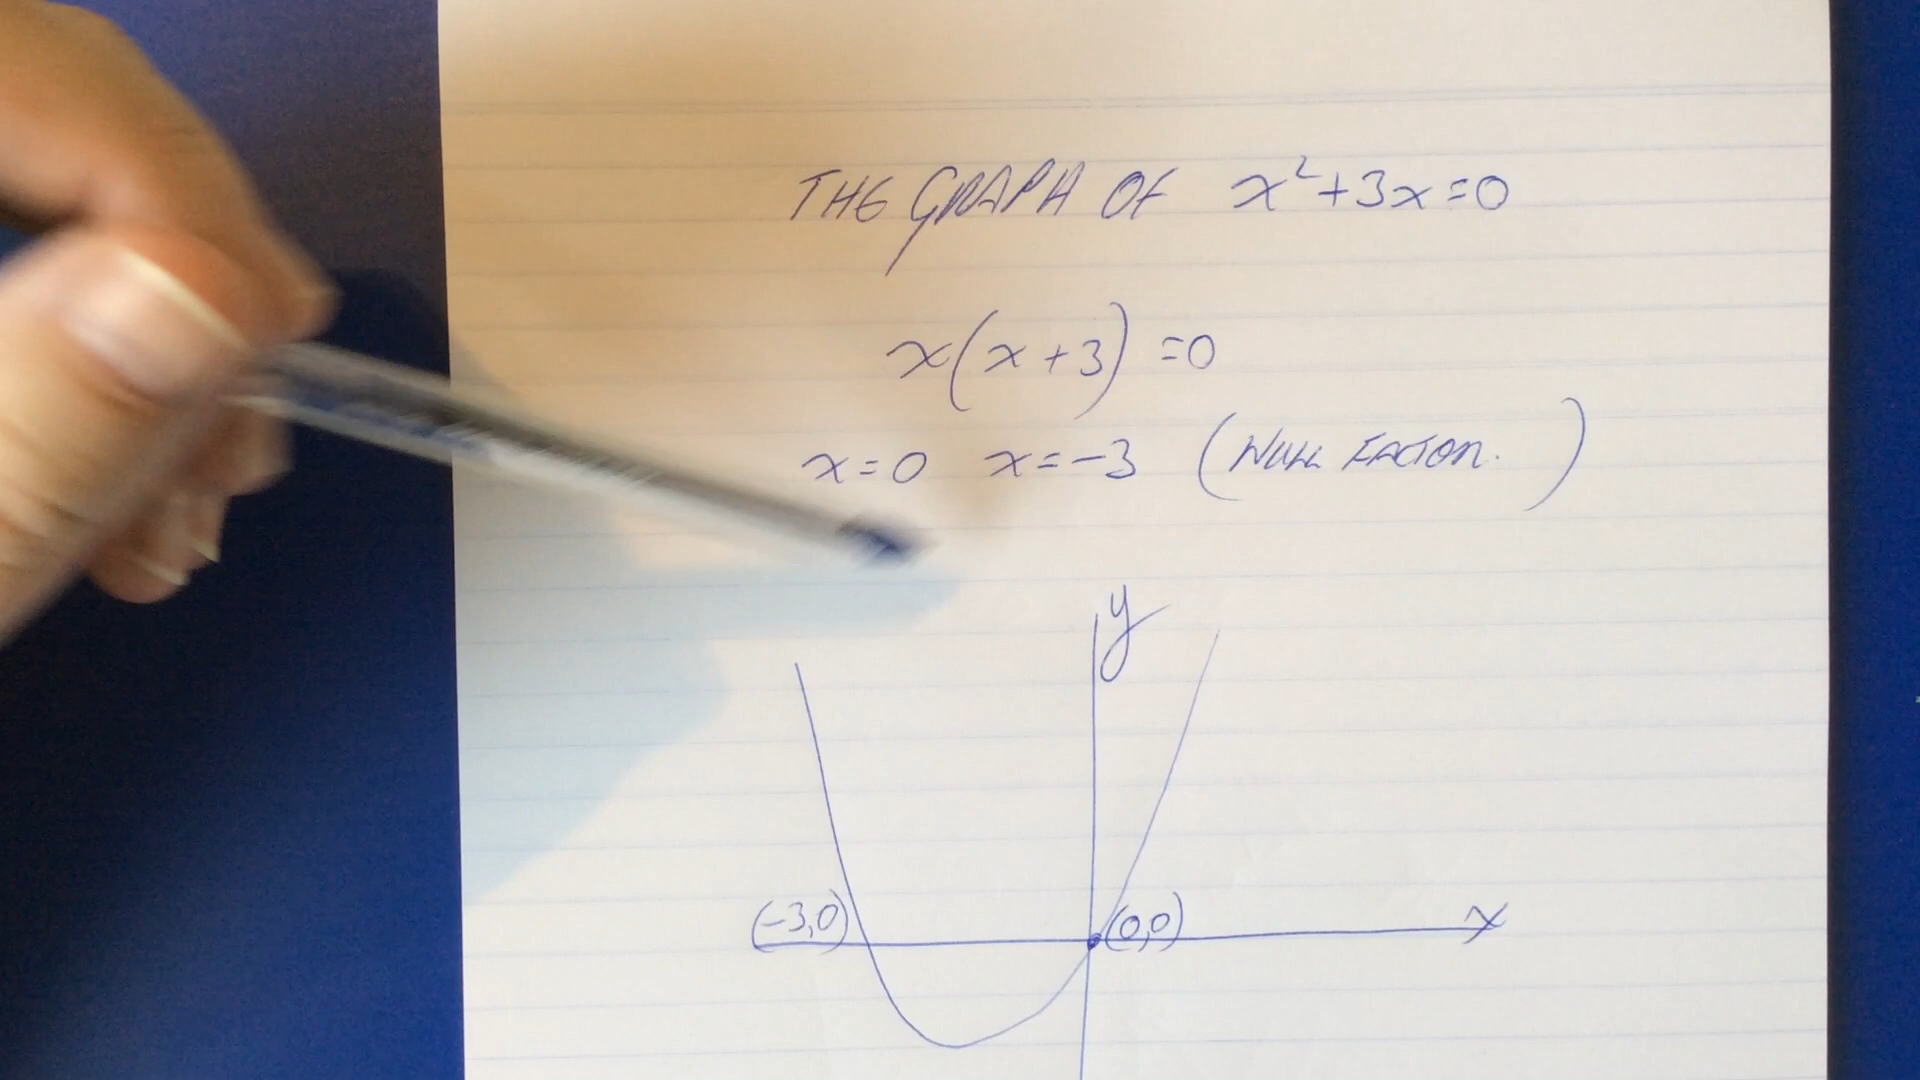 THE GRAPH OF x²+3x=0
x(x+3)=0
x=0 x=-3 (NULL FACTOR.)
y
(-3,0) (0,0) x